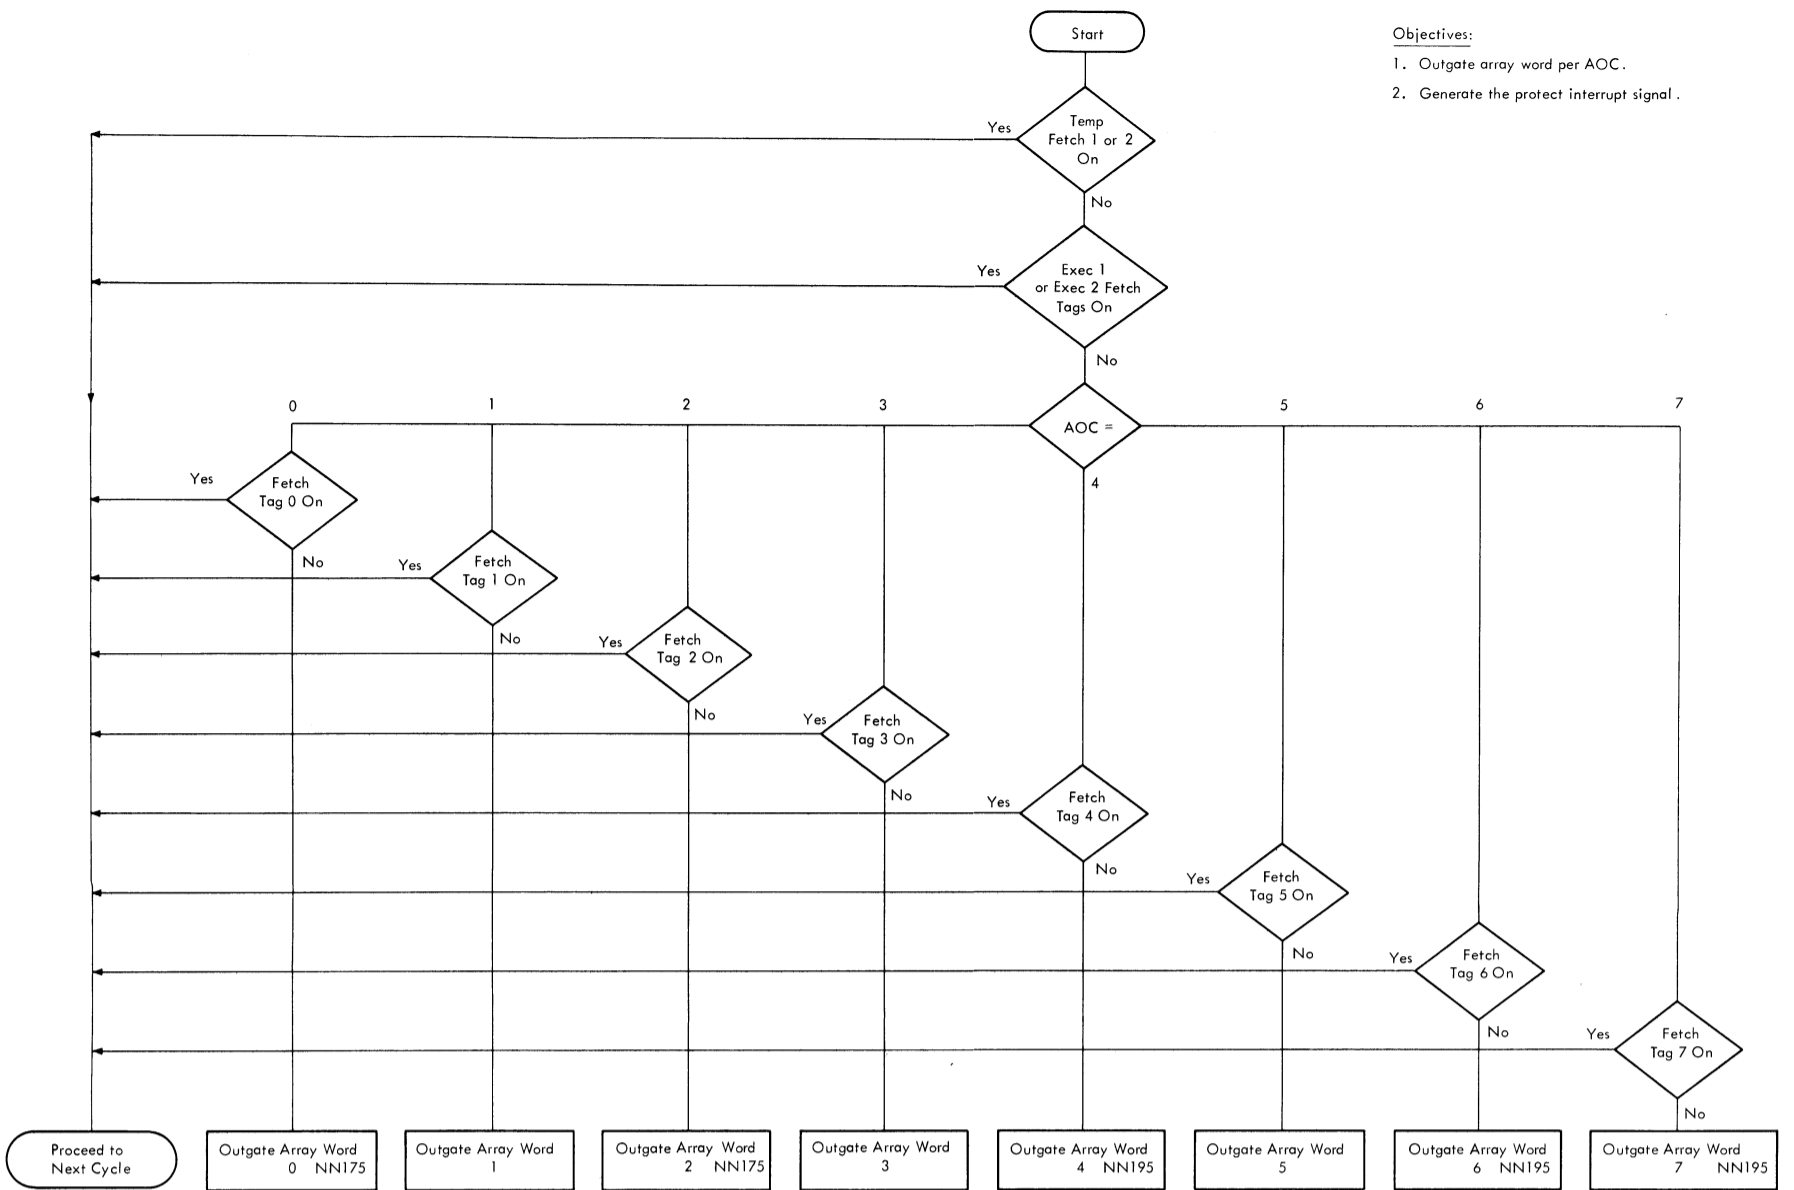 Start
Objectives:
1. Outgate array word per AOC.
2. Generate the protect interrupt signal.
Temp
Fetch 1 or 2
On
Yes
No
Exec 1
or Exec 2 Fetch
Tags On
Yes
No
AOC =
0
1
2
3
4
5
6
7
Fetch
Tag 0 On
Yes
No
Fetch
Tag 1 On
Yes
No
Fetch
Tag 2 On
Yes
No
Fetch
Tag 3 On
Yes
No
Fetch
Tag 4 On
Yes
No
Fetch
Tag 5 On
Yes
No
Fetch
Tag 6 On
Yes
No
Fetch
Tag 7 On
Yes
No
Proceed to
Next Cycle
Outgate Array Word
0 NN175
Outgate Array Word
1
Outgate Array Word
2 NN175
Outgate Array Word
3
Outgate Array Word
4 NN195
Outgate Array Word
5
Outgate Array Word
6 NN195
Outgate Array Word
7 NN195